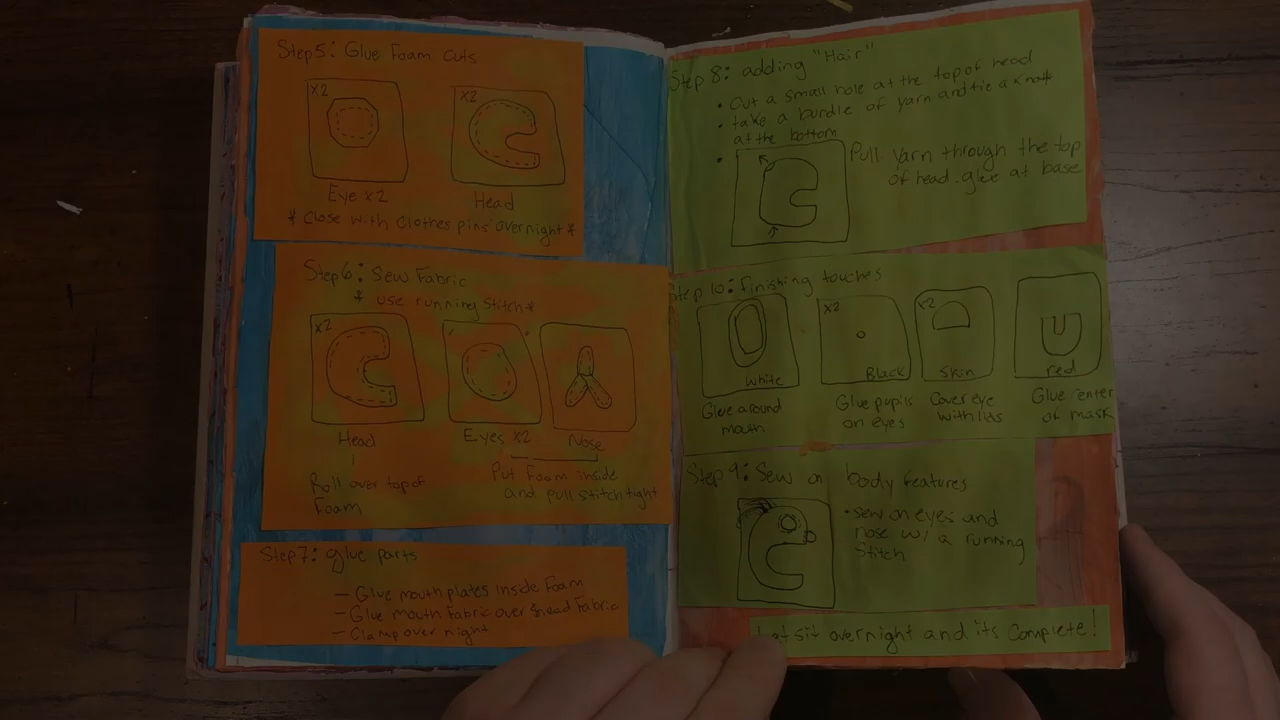 Step 5: Glue Foam Cuts
x2
x2
Eye x2
Head
* Close with clothes pins overnight *
Step 6: Sew Fabric
* use running stitch *
x2
Head
Eyes x2
Nose
Roll over top of
Foam
Put Foam inside
and pull stitch tight
Step 7: glue parts
— Glue mouth plates inside Foam
— Glue mouth Fabric over head Fabric
— Clamp over night
Step 8: adding "Hair"
• Cut a small hole at the top of head
• take a bundle of yarn and tie a knot
at the bottom
• Pull yarn through the top
of head. glue at base
Step 10: finishing touches
White
x2
Black
x2
Skin
red
Glue around
mouth
Glue pupils
on eyes
Cover eye
with lids
Glue center
of mask
Step 9: Sew on body features
• sew on eyes and
nose w/ a running
stitch
Let sit overnight and its Complete!